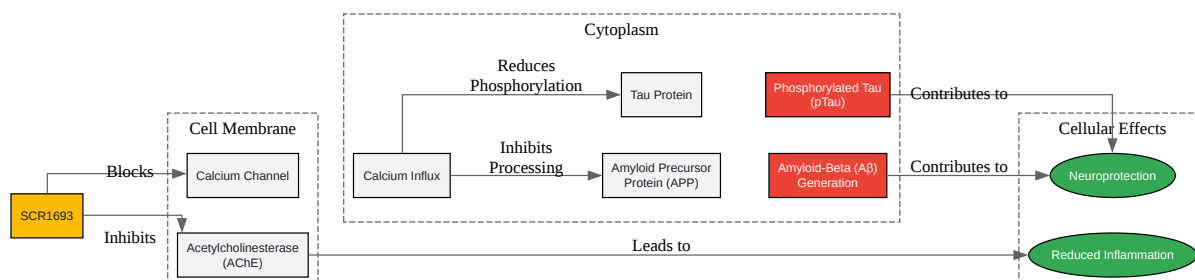 Cytoplasm
Reduces
Phosphorylation
Tau Protein
Phosphorylated Tau
(pTau)
Contributes to
Cell Membrane
Cellular Effects
Inhibits
Processing
Blocks
Calcium Channel
Calcium Influx
Amyloid Precursor
Protein (APP)
Amyloid-Beta (Aβ)
Generation
Contributes to
Neuroprotection
SCR1693
Inhibits
Acetylcholinesterase
(AChE)
Leads to
Reduced Inflammation